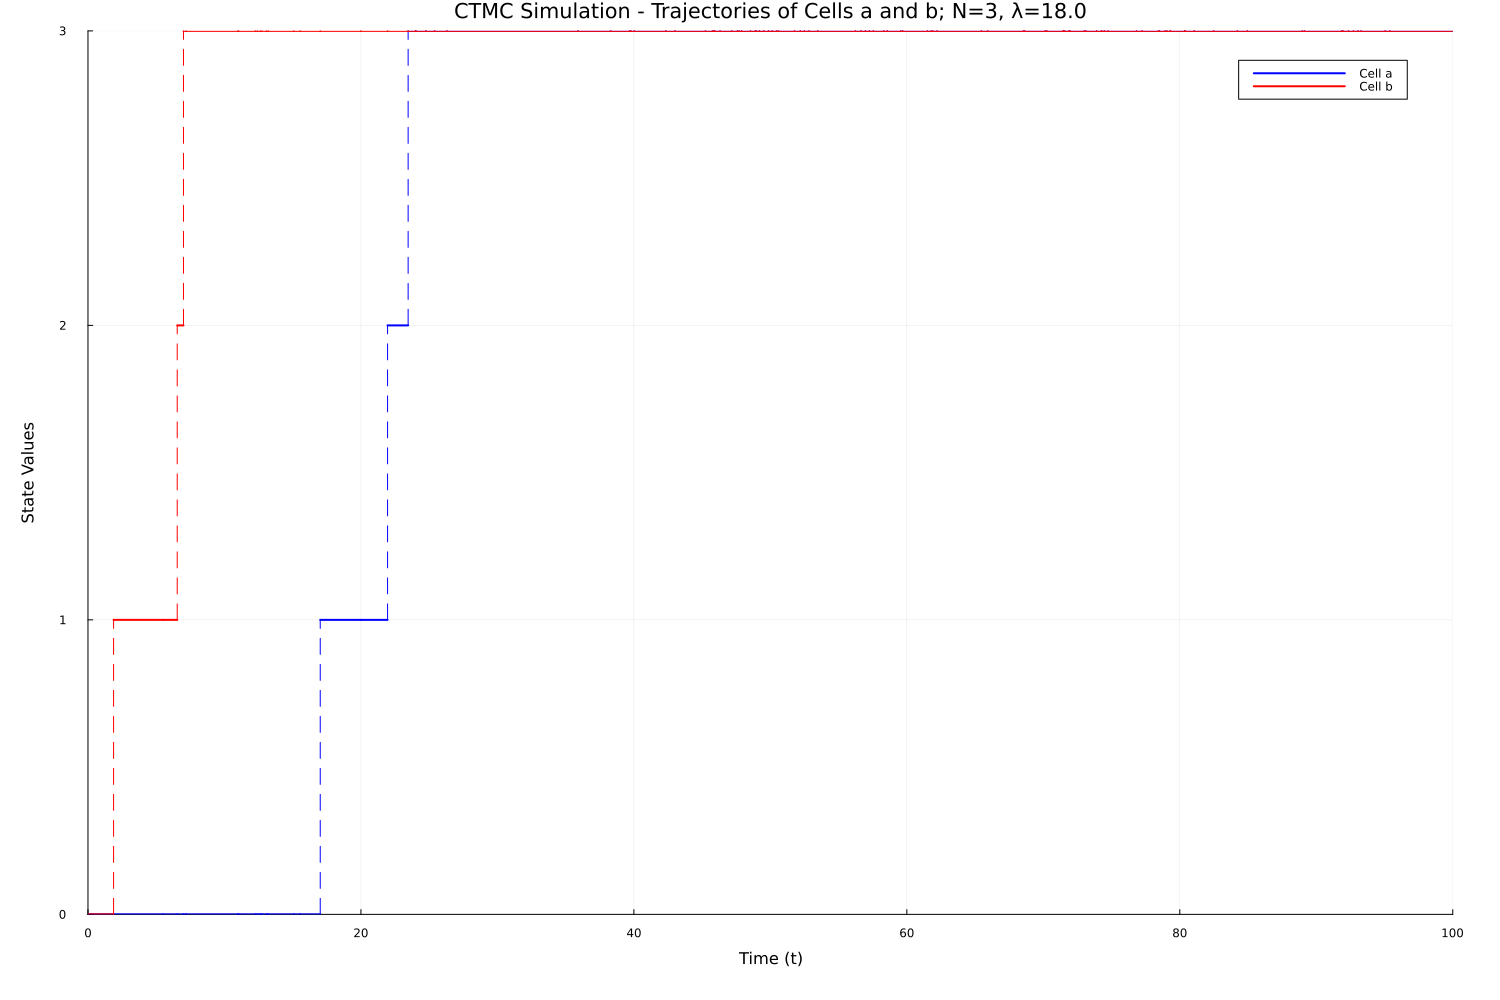 CTMC Simulation - Trajectories of Cells a and b; N=3, λ=18.0
3
Cell a
Cell b
2
State Values
1
0
0 20 40 60 80 100
Time (t)